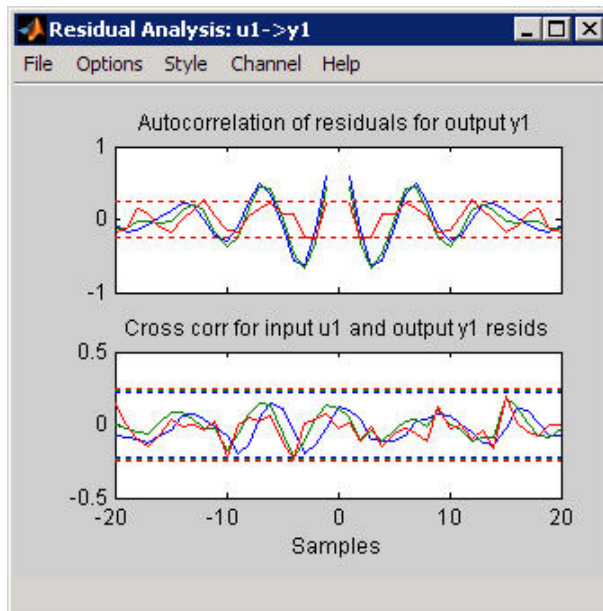 Residual Analysis: u1->y1
File Options Style Channel Help
Autocorrelation of residuals for output y1
1
0
-1
Cross corr for input u1 and output y1 resids
0.5
0
-0.5
-20 -10 0 10 20
Samples